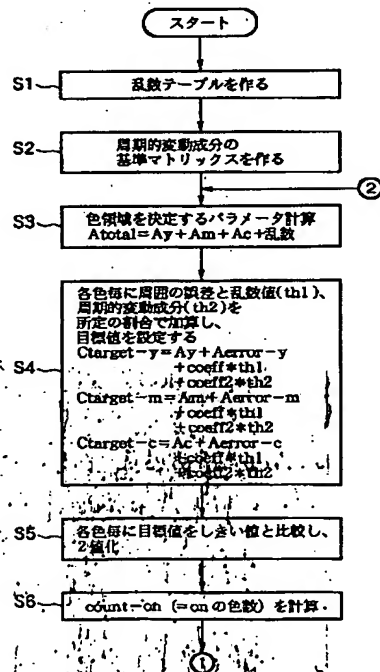 スタート
S1
乱数テーブルを作る
S2
周期的変動成分の
基準マトリックスを作る
②
S3
色領域を決定するパラメータ計算
Atotal=Ay+Am+Ac+乱数
S4
各色毎に周囲の誤差と乱数値(th1)、
周期的変動成分(th2)を
所定の割合で加算し、
目標値を設定する
Ctarget-y=Ay+Aerror-y
+coeff*th1
+coeff2*th2
Ctarget-m=Am+Aerror-m
+coeff*th1
+coeff2*th2
Ctarget-c=Ac+Aerror-c
+coeff*th1
+coeff2*th2
S5
各色毎に目標値をしきい値と比較し、
2値化
S6
count-on (=onの色数) を計算
①